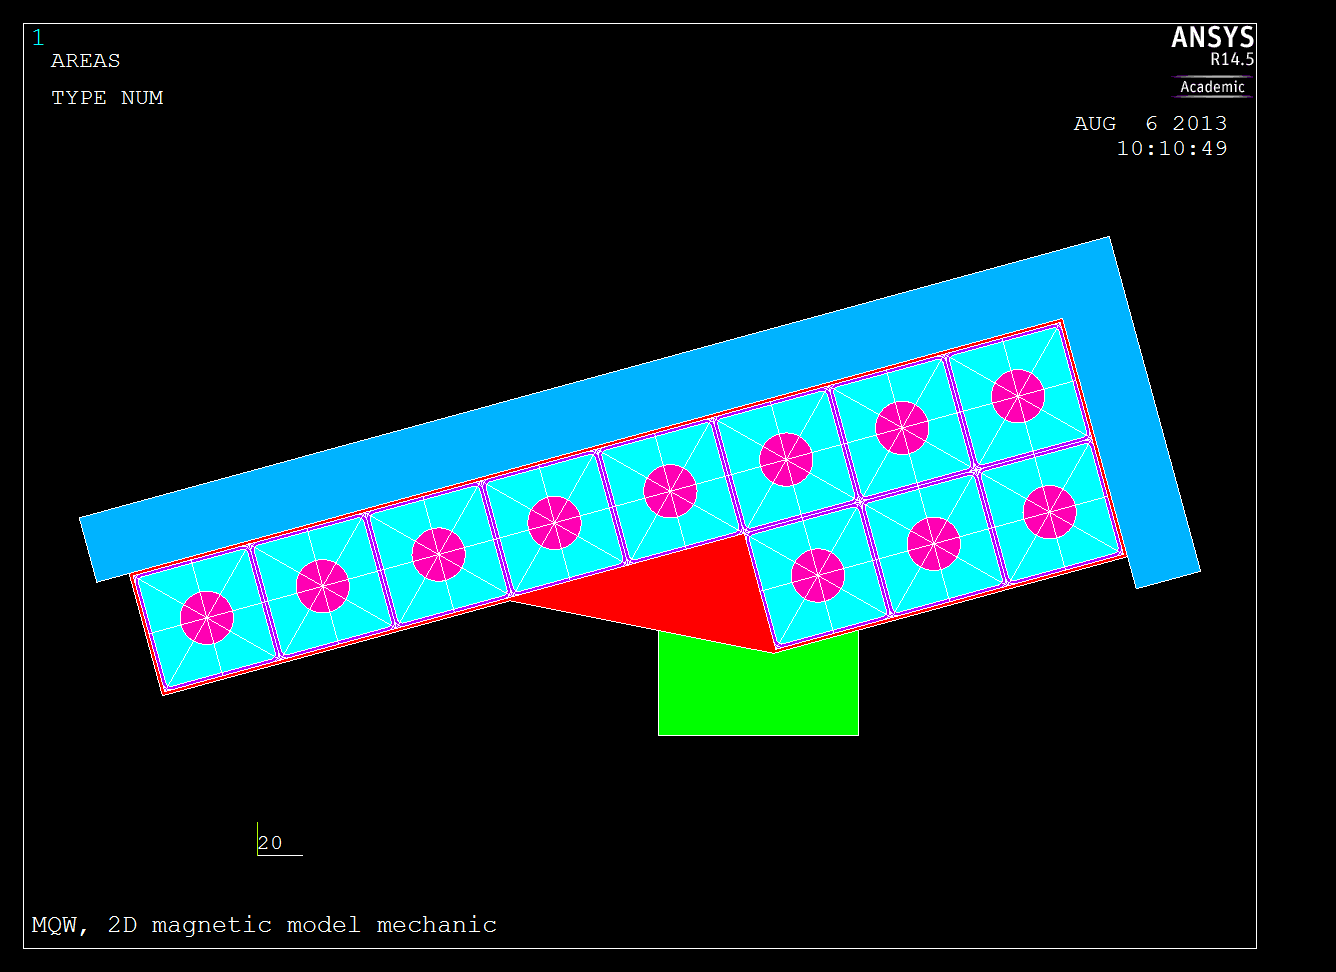 1
AREAS
TYPE NUM
ANSYS
R14.5
Academic
AUG  6 2013
10:10:49
20
MQW, 2D magnetic model mechanic